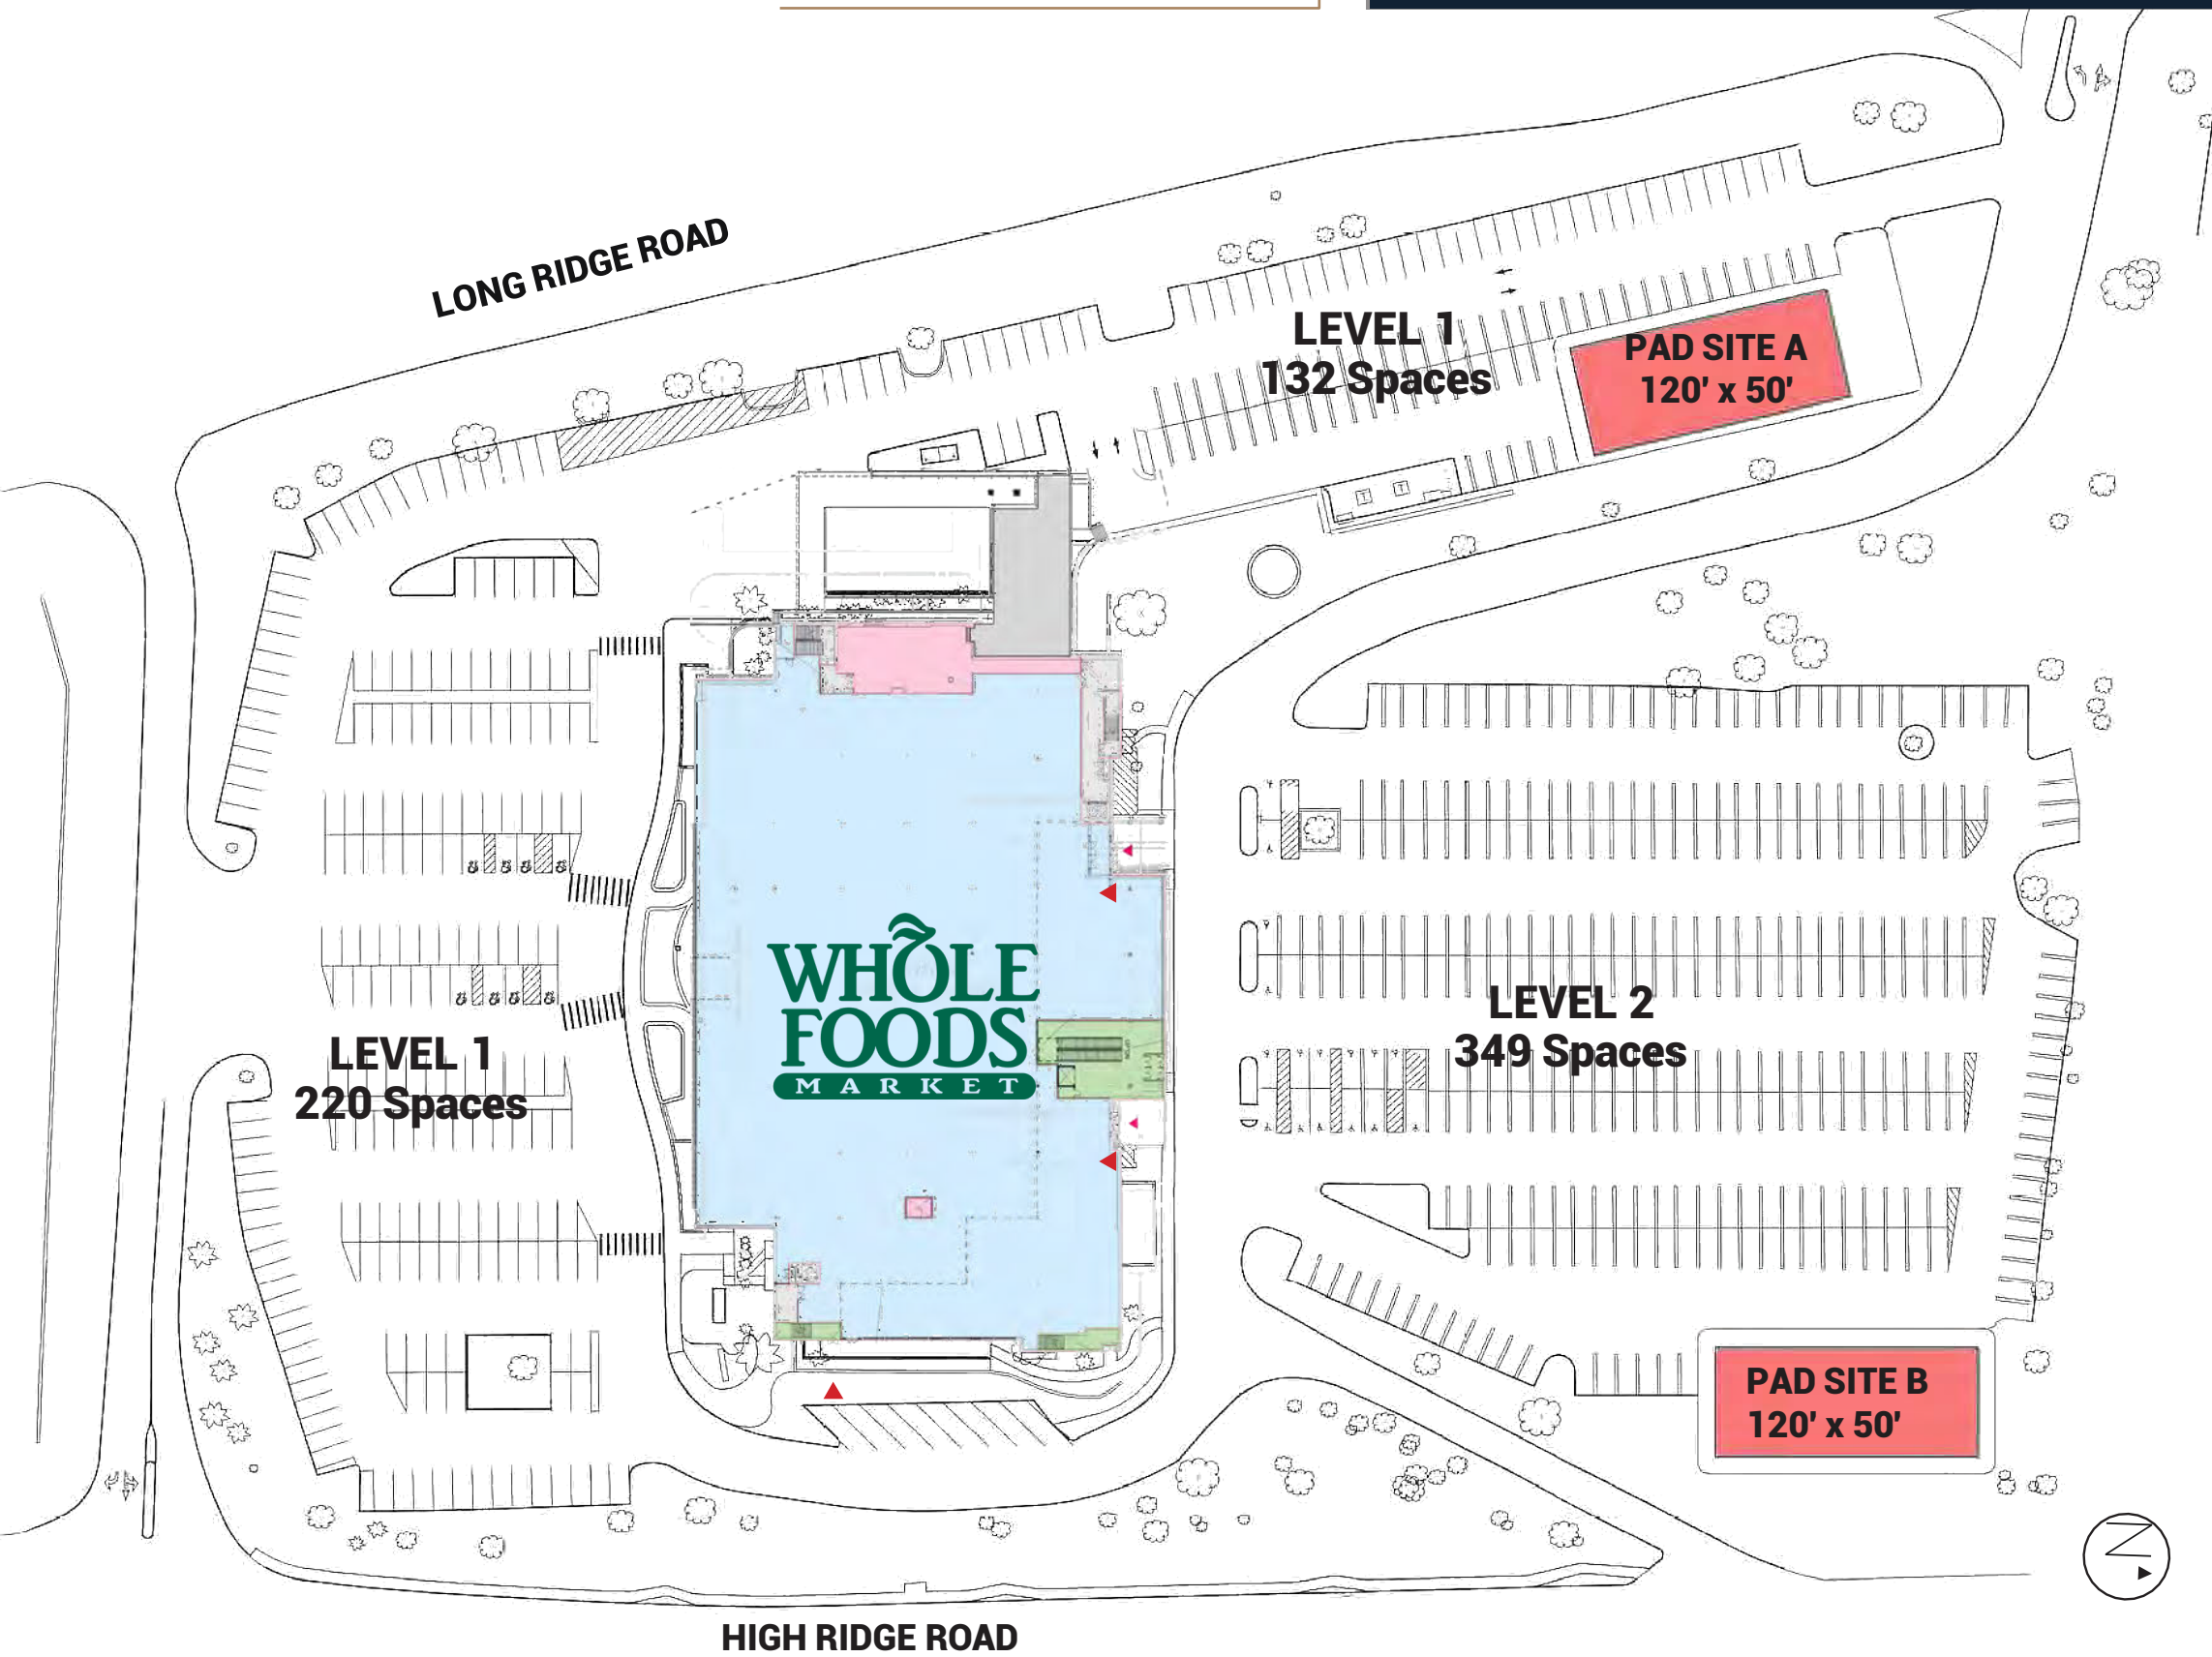 LONG RIDGE ROAD
LEVEL 1
132 Spaces
PAD SITE A
120' x 50'
WHOLE
FOODS
MARKET
LEVEL 1
220 Spaces
LEVEL 2
349 Spaces
PAD SITE B
120' x 50'
N
HIGH RIDGE ROAD